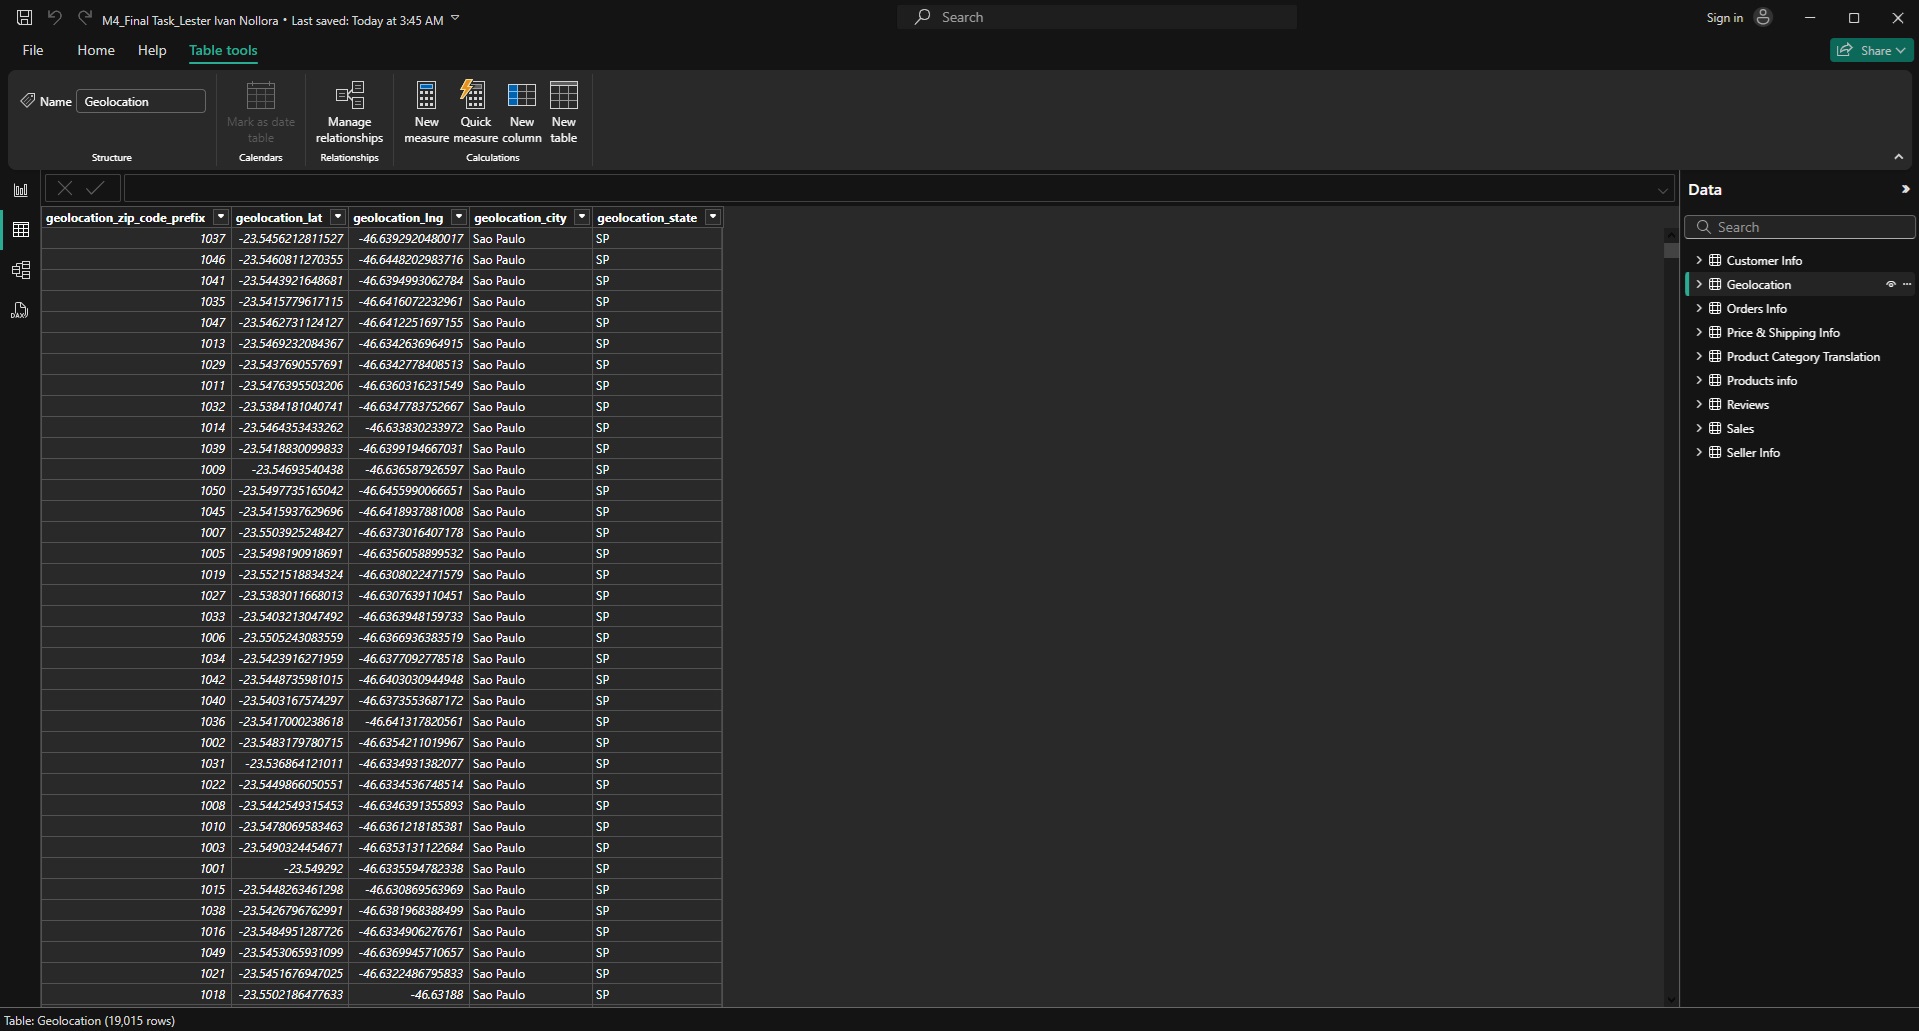 M4_Final Task_Lester Ivan Nollora • Last saved: Today at 3:45 AM
Search
Sign in
File Home Help Table tools
Share
Name Geolocation
Mark as date table
Manage relationships
New measure
Quick measure
New column
New table
Structure Calendars Relationships Calculations
Data
Search
Customer Info
Geolocation
Orders Info
Price & Shipping Info
Product Category Translation
Products info
Reviews
Sales
Seller Info
DAX
geolocation_zip_code_prefix geolocation_lat geolocation_lng geolocation_city geolocation_state
1037 -23.5456212811527 -46.6392920480017 Sao Paulo SP
1046 -23.5460811270355 -46.6448202983716 Sao Paulo SP
1041 -23.5443921648681 -46.6394993062784 Sao Paulo SP
1035 -23.5415779617115 -46.6416072232961 Sao Paulo SP
1047 -23.5462731124127 -46.6412251697155 Sao Paulo SP
1013 -23.5469232084367 -46.6342636964915 Sao Paulo SP
1029 -23.5437690557691 -46.6342778408513 Sao Paulo SP
1011 -23.5476395503206 -46.6360316231549 Sao Paulo SP
1032 -23.5384181040741 -46.6347783752667 Sao Paulo SP
1014 -23.5464353433262 -46.633830233972 Sao Paulo SP
1039 -23.5418830099833 -46.6399194667031 Sao Paulo SP
1009 -23.54693540438 -46.636587926597 Sao Paulo SP
1050 -23.5497735165042 -46.6455990066651 Sao Paulo SP
1045 -23.5415937629696 -46.6418937881008 Sao Paulo SP
1007 -23.5503925248427 -46.6373016407178 Sao Paulo SP
1005 -23.5498190918691 -46.6356058899532 Sao Paulo SP
1019 -23.5521518834324 -46.6308022471579 Sao Paulo SP
1027 -23.5383011668013 -46.6307639110451 Sao Paulo SP
1033 -23.5403213047492 -46.6363948159733 Sao Paulo SP
1006 -23.5505243083559 -46.6366936383519 Sao Paulo SP
1034 -23.5423916271959 -46.6377092778518 Sao Paulo SP
1042 -23.5448735981015 -46.6403030944948 Sao Paulo SP
1040 -23.5403167574297 -46.6373553687172 Sao Paulo SP
1036 -23.5417000238618 -46.641317820561 Sao Paulo SP
1002 -23.5483179780715 -46.6354211019967 Sao Paulo SP
1031 -23.536864121011 -46.6334931382077 Sao Paulo SP
1022 -23.5449866050551 -46.6334536748514 Sao Paulo SP
1008 -23.5442549315453 -46.6346391355893 Sao Paulo SP
1010 -23.5478069583463 -46.6361218185381 Sao Paulo SP
1003 -23.5490324454671 -46.6353131122684 Sao Paulo SP
1001 -23.549292 -46.6335594782338 Sao Paulo SP
1015 -23.5448263461298 -46.630869563969 Sao Paulo SP
1038 -23.5426796762991 -46.6381968388499 Sao Paulo SP
1016 -23.5484951287726 -46.6334906276761 Sao Paulo SP
1049 -23.5453065931099 -46.6369945710657 Sao Paulo SP
1021 -23.5451676947025 -46.6322486795833 Sao Paulo SP
1018 -23.5502186477633 -46.63188 Sao Paulo SP
Table: Geolocation (19,015 rows)